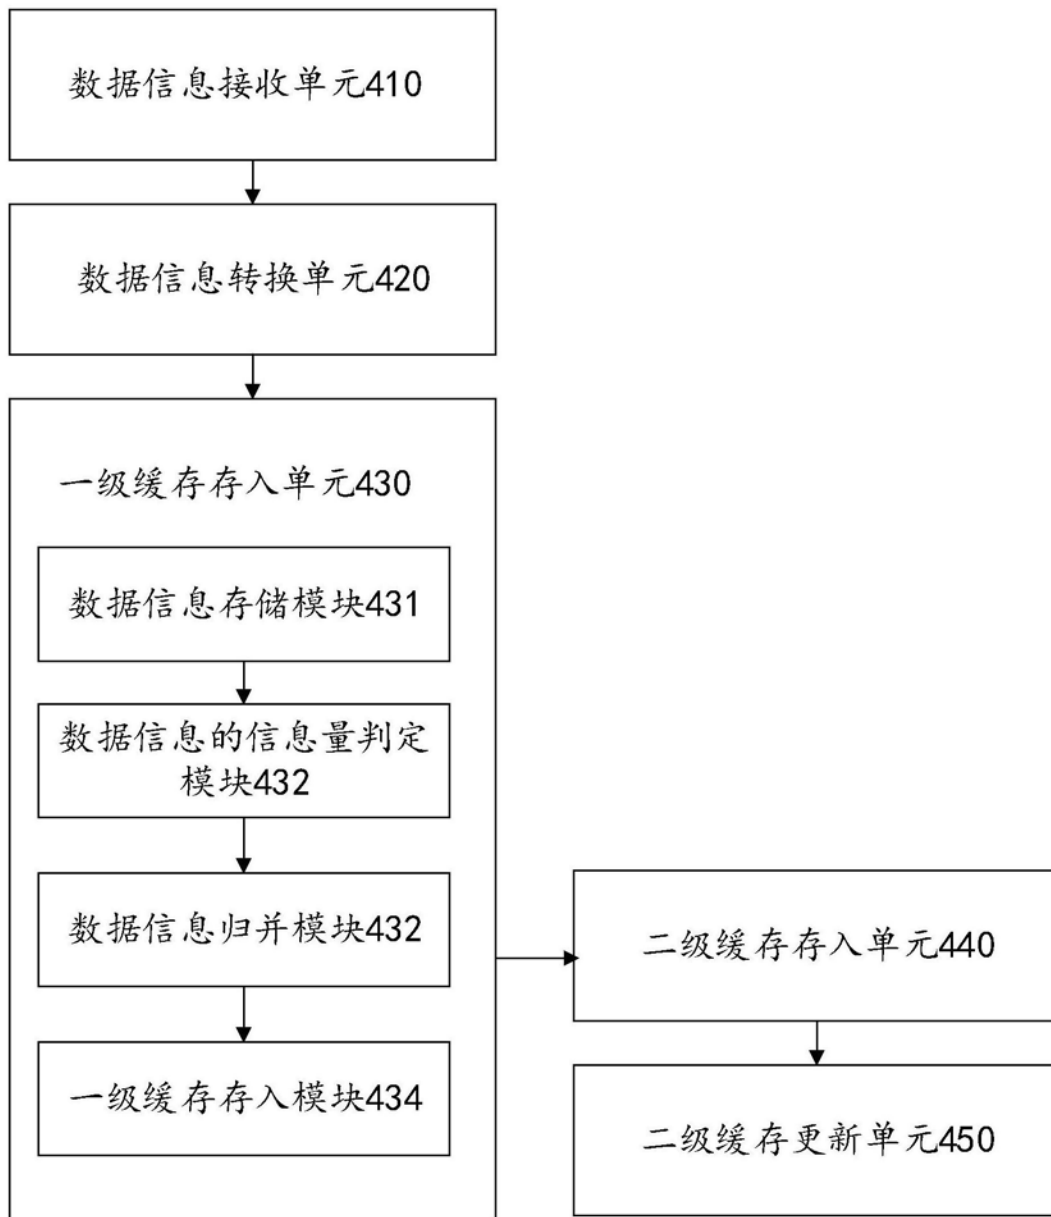 数据信息接收单元410
数据信息转换单元420
一级缓存存入单元430
数据信息存储模块431
数据信息的信息量判定
模块432
数据信息归并模块432
一级缓存存入模块434
二级缓存存入单元440
二级缓存更新单元450